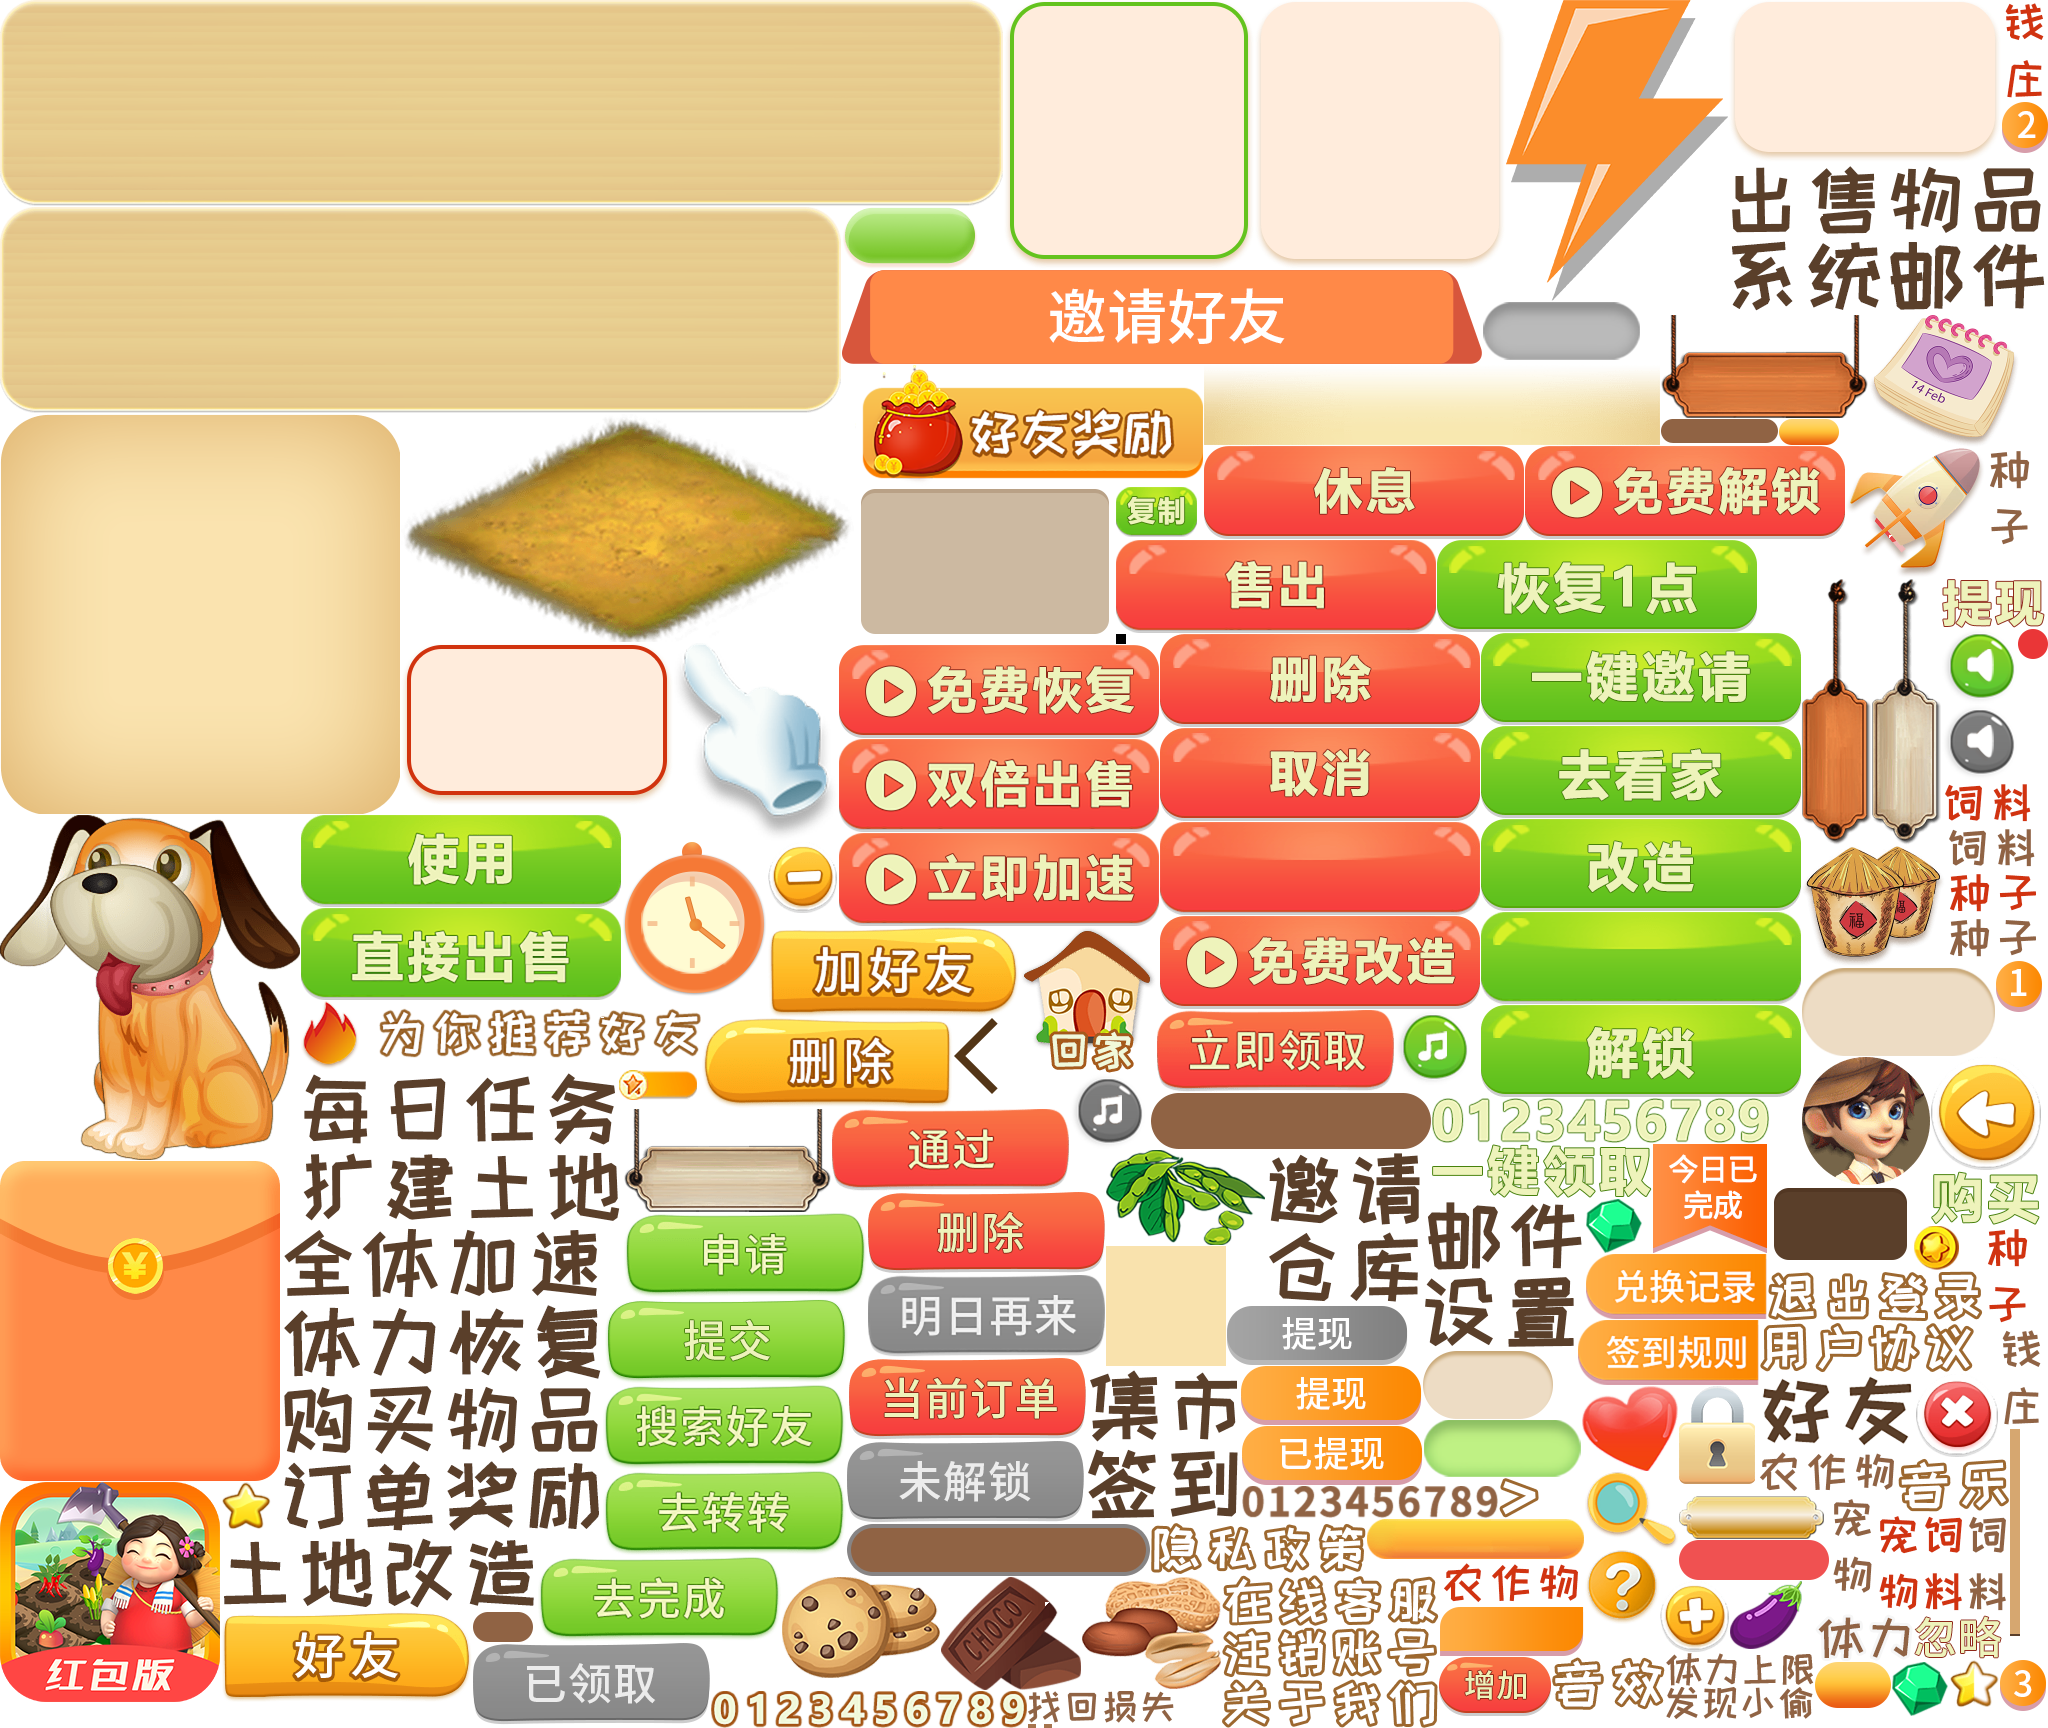 钱庄
2
出售物品
系统邮件
邀请好友
14 Feb
好友奖励
复制
休息
免费解锁
种子
售出
恢复1点
提现
免费恢复
删除
一键邀请
双倍出售
取消
去看家
饲料
饲料
种子
种子
使用
立即加速
改造
福
福
直接出售
加好友
免费改造
1
为你推荐好友
删除
回家
立即领取
解锁
每日任务
通过
0123456789
扩建土地
邀请
一键领取
今日已
完成
购买
申请
删除
仓库
邮件
种子
全体加速
明日再来
设置
兑换记录
退出登录
体力恢复
提交
提现
签到规则
用户协议
钱庄
购买物品
搜索好友
当前订单
集市
提现
好友
订单奖励
去转转
未解锁
签到
已提现
农作物
音乐
0123456789
宠物
宠物
饲料
饲料
土地改造
隐私政策
去完成
CHOCO
在线客服
农作物
?
红包版
好友
已领取
注销账号
体力
忽略
增加
音效
体力上限
0123456789
找回损失
关于我们
发现小偷
3